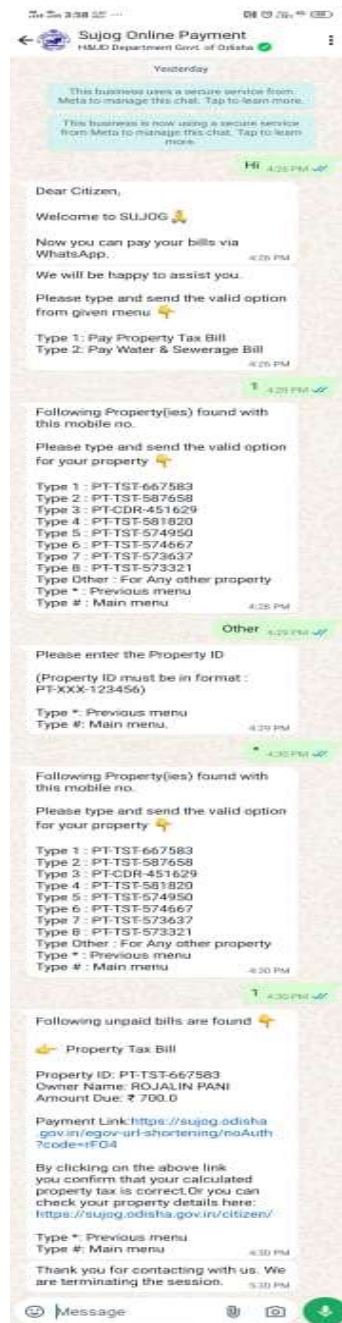 3:58
Sujog Online Payment
H&UD Department Govt. of Odisha
Yesterday
This business uses a secure service from
Meta to manage this chat. Tap to learn more.
This business is now using a secure service
from Meta to manage this chat. Tap to learn
more.
Hi 4:26 PM
Dear Citizen,
Welcome to SUJOG 🙏
Now you can pay your bills via
WhatsApp.
4:26 PM
We will be happy to assist you.
Please type and send the valid option
from given menu 👇
Type 1: Pay Property Tax Bill
Type 2: Pay Water & Sewerage Bill
4:26 PM
1 4:28 PM
Following Property(ies) found with
this mobile no.
Please type and send the valid option
for your property 👇
Type 1 : PT-TST-667583
Type 2 : PT-TST-587658
Type 3 : PT-CDR-451629
Type 4 : PT-TST-581820
Type 5 : PT-TST-574950
Type 6 : PT-TST-574667
Type 7 : PT-TST-573637
Type 8 : PT-TST-573321
Type Other : For Any other property
Type * : Previous menu
Type # : Main menu
4:28 PM
Other 4:29 PM
Please enter the Property ID
(Property ID must be in format :
PT-XXX-123456)
Type *: Previous menu
Type #: Main menu.
4:29 PM
* 4:30 PM
Following Property(ies) found with
this mobile no.
Please type and send the valid option
for your property 👇
Type 1 : PT-TST-667583
Type 2 : PT-TST-587658
Type 3 : PT-CDR-451629
Type 4 : PT-TST-581820
Type 5 : PT-TST-574950
Type 6 : PT-TST-574667
Type 7 : PT-TST-573637
Type 8 : PT-TST-573321
Type Other : For Any other property
Type * : Previous menu
Type # : Main menu
4:30 PM
1 4:30 PM
Following unpaid bills are found 👇
👉 Property Tax Bill
Property ID: PT-TST-667583
Owner Name: ROJALIN PANI
Amount Due: ₹ 700.0
Payment Link:https://sujog.odisha
.gov.in/egov-url-shortening/noAuth
?code=rFG4
By clicking on the above link
you confirm that your calculated
property tax is correct,Or you can
check your property details here:
https://sujog.odisha.gov.in/citizen/
Type *: Previous menu
Type #: Main menu
4:30 PM
Thank you for contacting with us. We
are terminating the session.
5:30 PM
Message